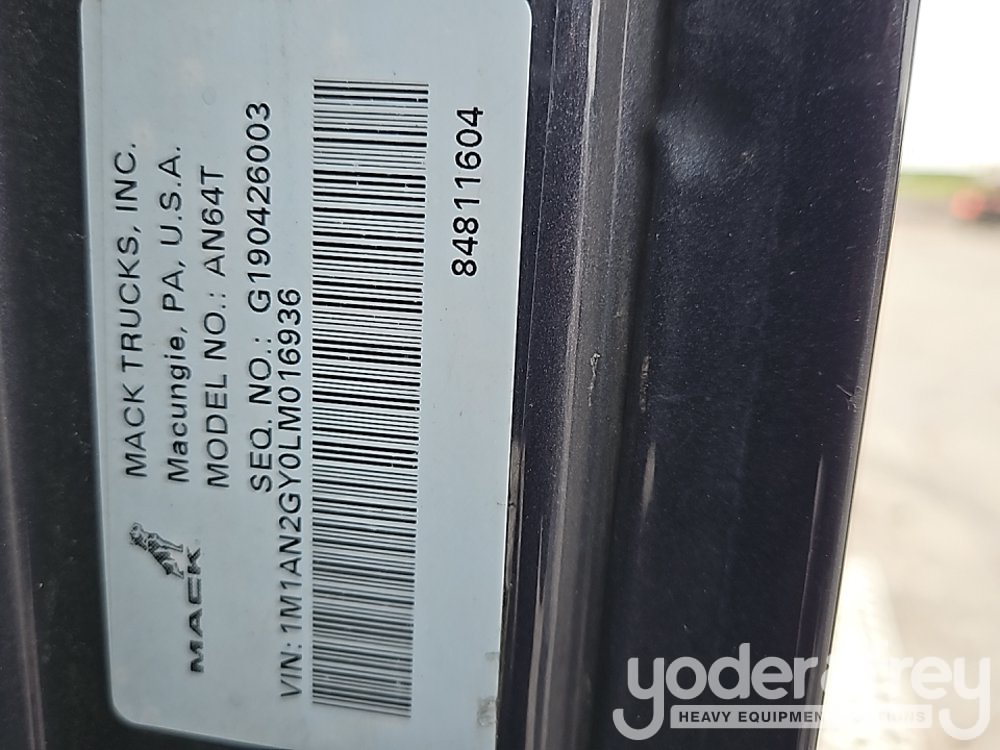 MACK TRUCKS, INC.
Macungie, PA, U.S.A.
MODEL NO.: AN64T
SEQ. NO.: G190426003
VIN: 1M1AN2GY0LM016936
84811604
MACK
yoder & frey
HEAVY EQUIPMENT AUCTIONS